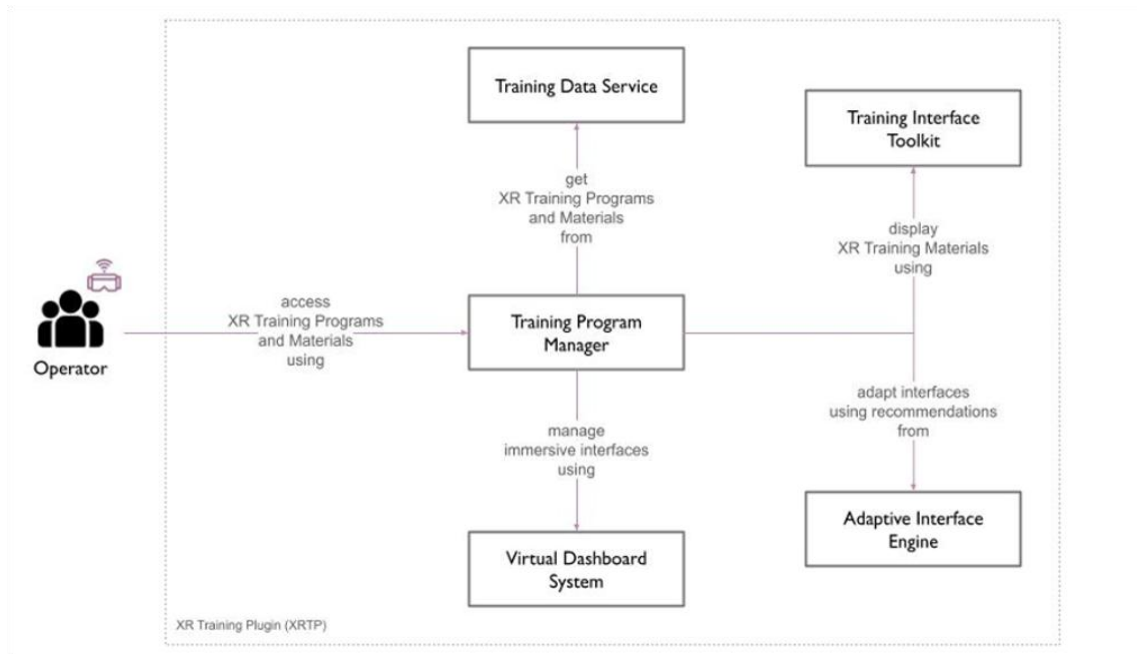 Training Data Service
Training Interface
Toolkit
get
XR Training Programs
and Materials
from
display
XR Training Materials
using
Operator
access
XR Training Programs
and Materials
using
Training Program
Manager
manage
immersive interfaces
using
adapt interfaces
using recommendations
from
Virtual Dashboard
System
Adaptive Interface
Engine
XR Training Plugin (XRTP)